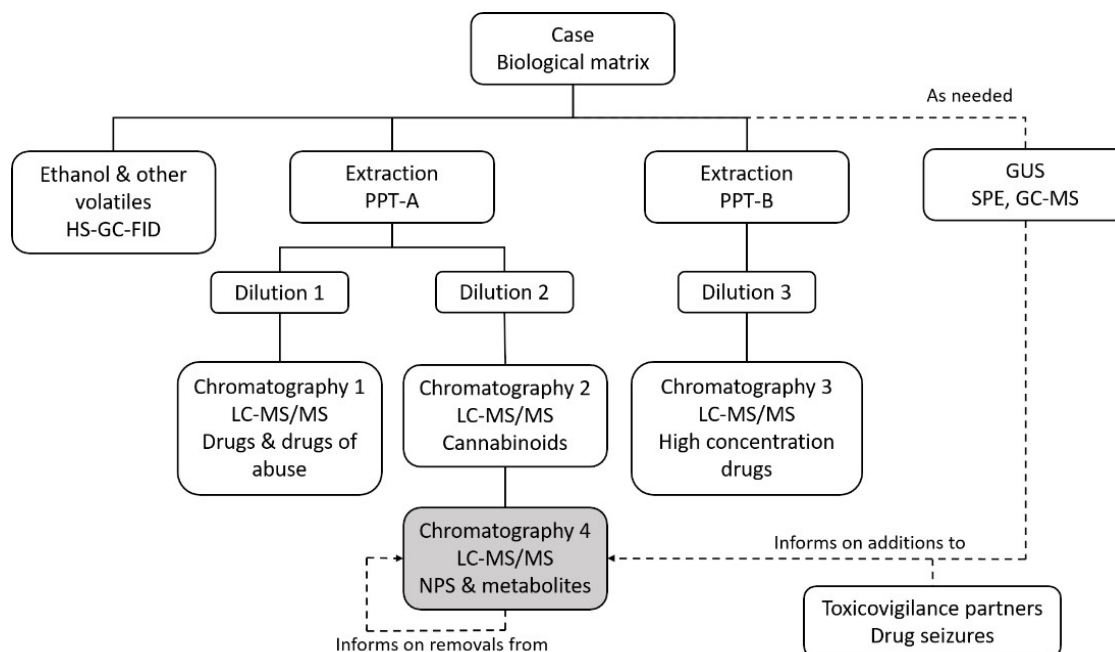 Case
Biological matrix
As needed
Ethanol & other
volatiles
HS-GC-FID
Extraction
PPT-A
Extraction
PPT-B
GUS
SPE, GC-MS
Dilution 1
Dilution 2
Dilution 3
Chromatography 1
LC-MS/MS
Drugs & drugs of
abuse
Chromatography 2
LC-MS/MS
Cannabinoids
Chromatography 3
LC-MS/MS
High concentration
drugs
Chromatography 4
LC-MS/MS
NPS & metabolites
Informs on additions to
Toxicovigilance partners
Drug seizures
Informs on removals from